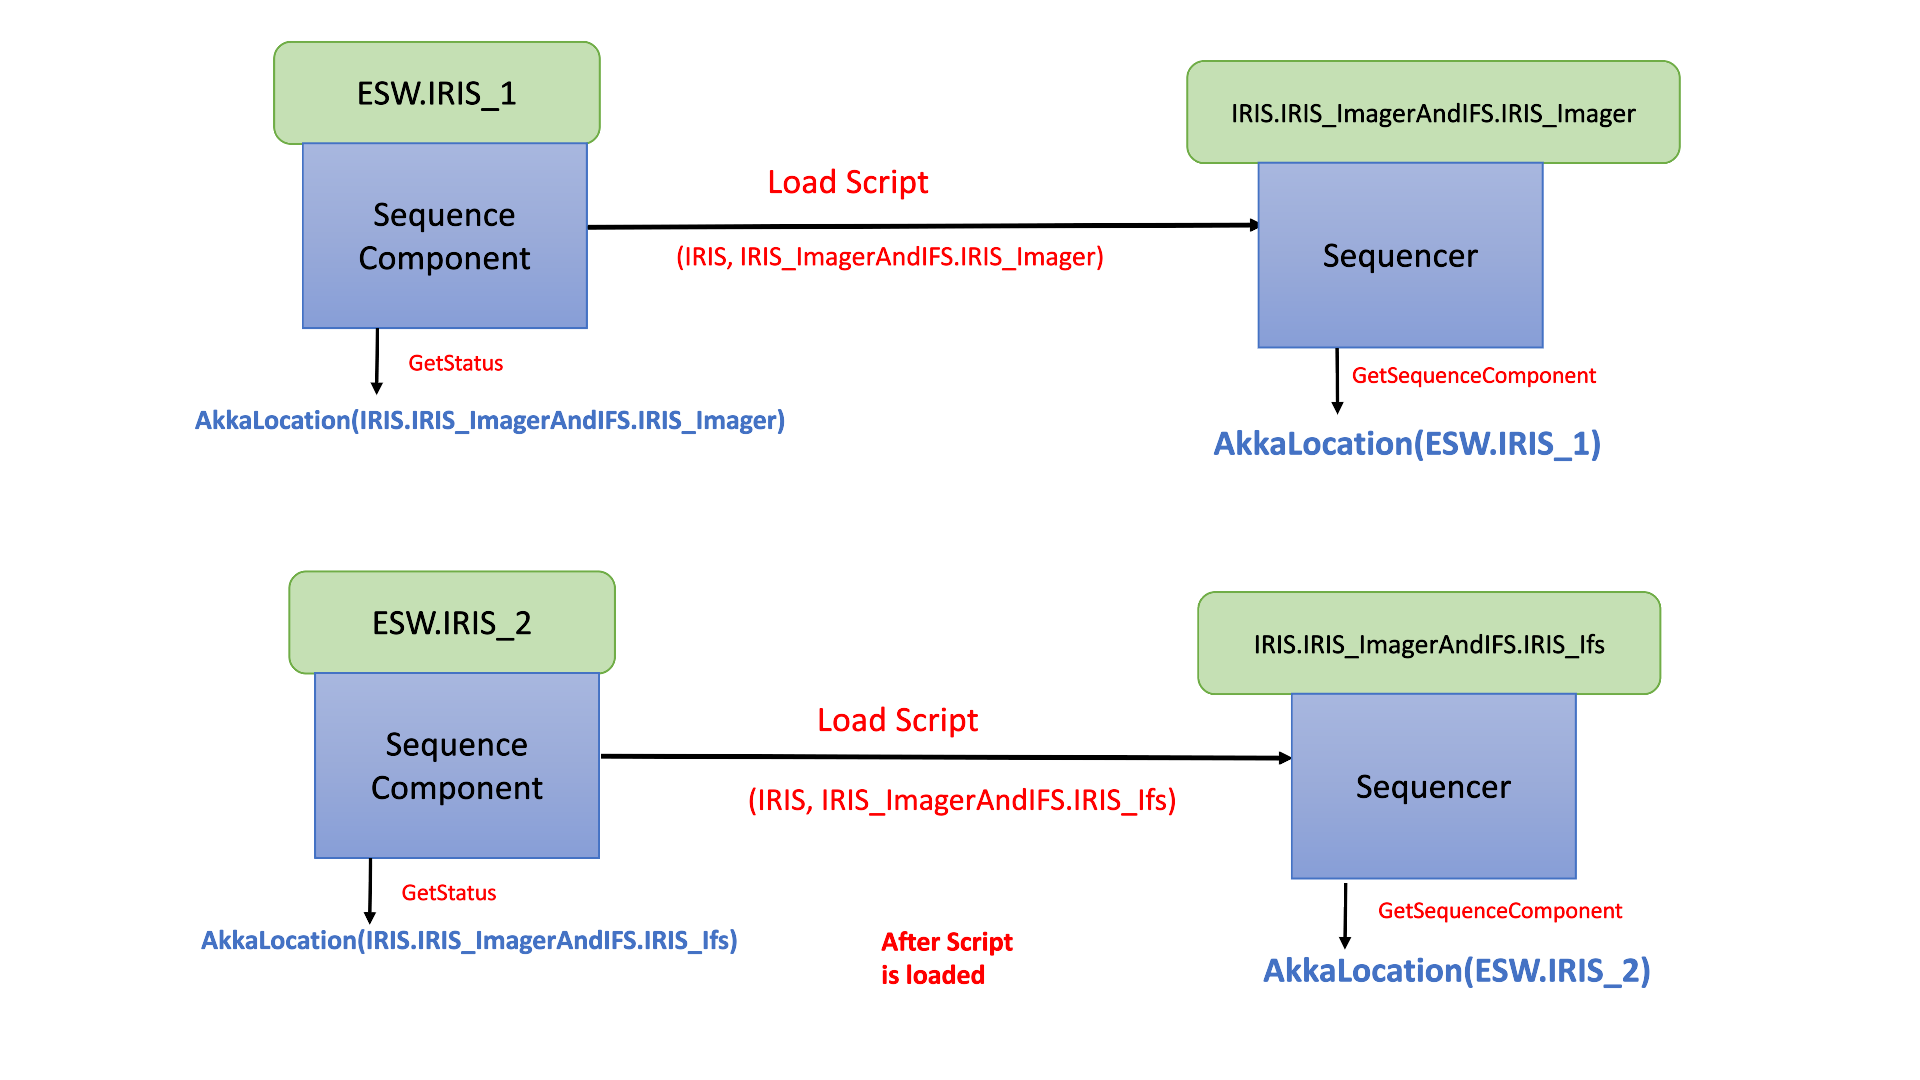 ESW.IRIS_1
IRIS.IRIS_ImagerAndIFS.IRIS_Imager
Sequence
Component
Load Script
(IRIS, IRIS_ImagerAndIFS.IRIS_Imager)
Sequencer
GetStatus
AkkaLocation(IRIS.IRIS_ImagerAndIFS.IRIS_Imager)
GetSequenceComponent
AkkaLocation(ESW.IRIS_1)
ESW.IRIS_2
IRIS.IRIS_ImagerAndIFS.IRIS_Ifs
Sequence
Component
Load Script
(IRIS, IRIS_ImagerAndIFS.IRIS_Ifs)
Sequencer
GetStatus
AkkaLocation(IRIS.IRIS_ImagerAndIFS.IRIS_Ifs)
After Script
is loaded
GetSequenceComponent
AkkaLocation(ESW.IRIS_2)